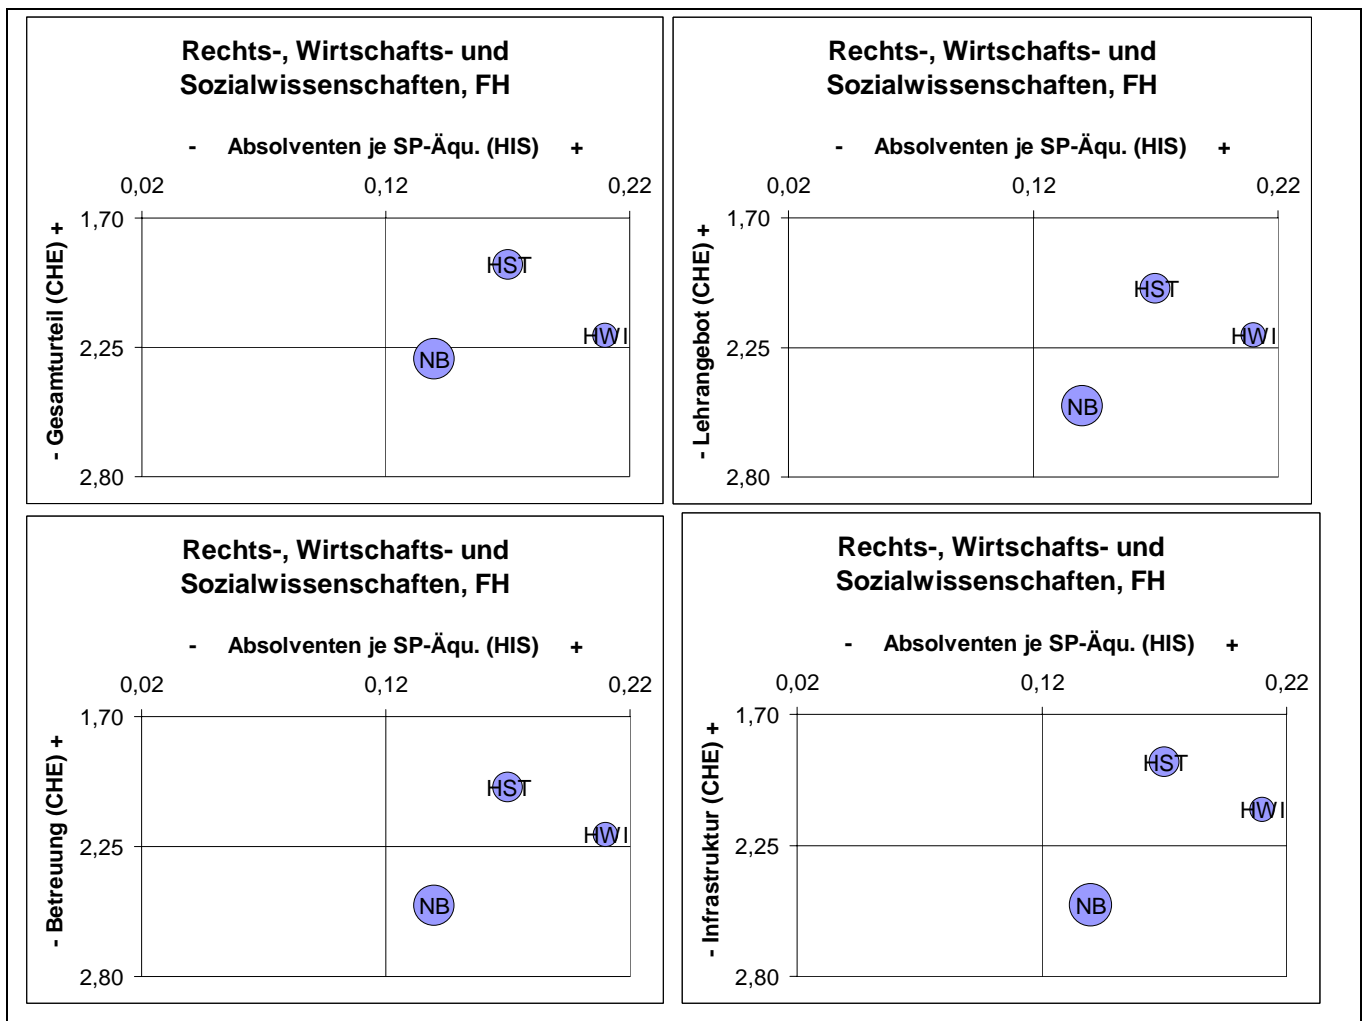 Rechts-, Wirtschafts- und
Sozialwissenschaften, FH
- Absolventen je SP-Äqu. (HIS) +
0,02 0,12 0,22
1,70
2,25
2,80
- Gesamturteil (CHE) +
HST
HWI
NB
Rechts-, Wirtschafts- und
Sozialwissenschaften, FH
- Absolventen je SP-Äqu. (HIS) +
0,02 0,12 0,22
1,70
2,25
2,80
- Lehrangebot (CHE) +
HST
HWI
NB
Rechts-, Wirtschafts- und
Sozialwissenschaften, FH
- Absolventen je SP-Äqu. (HIS) +
0,02 0,12 0,22
1,70
2,25
2,80
- Betreuung (CHE) +
HST
HWI
NB
Rechts-, Wirtschafts- und
Sozialwissenschaften, FH
- Absolventen je SP-Äqu. (HIS) +
0,02 0,12 0,22
1,70
2,25
2,80
- Infrastruktur (CHE) +
HST
HWI
NB